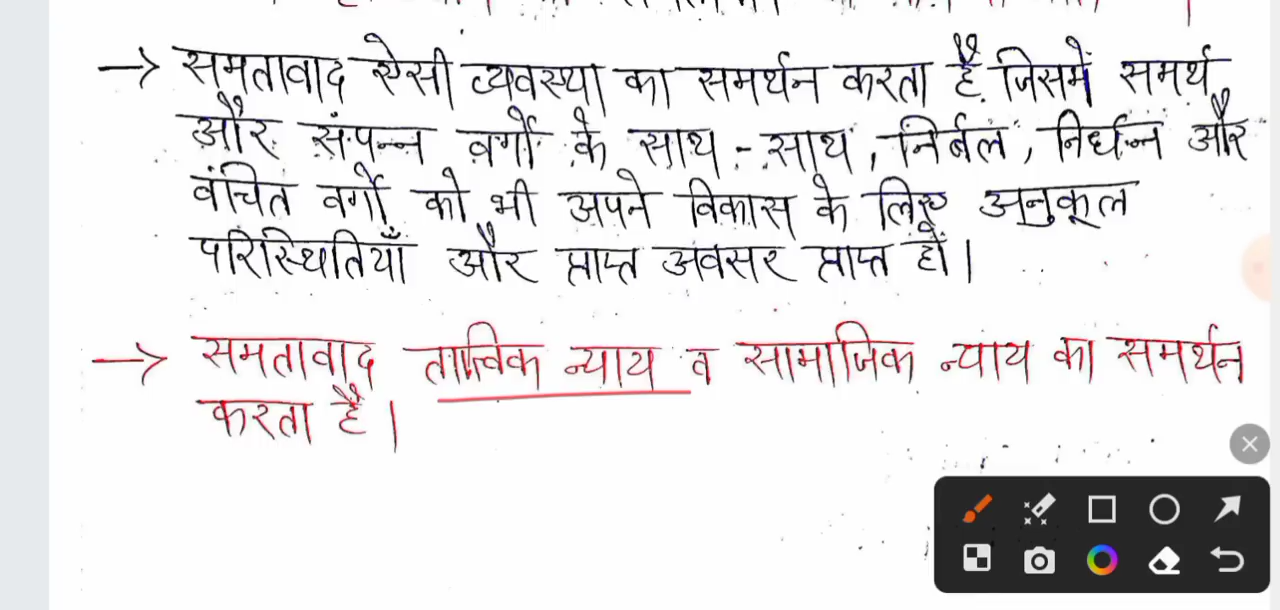 → समतावाद ऐसी व्यवस्था का समर्थन करता है जिसमें समर्थ
और संपन्न वर्गों के साथ-साथ, निर्बल, निर्धन और
वंचित वर्गों को भी अपने विकास के लिए अनुकूल
परिस्थितियाँ और प्राप्त अवसर प्राप्त हों।
→ समतावाद तात्त्विक न्याय व सामाजिक न्याय का समर्थन
करता है।